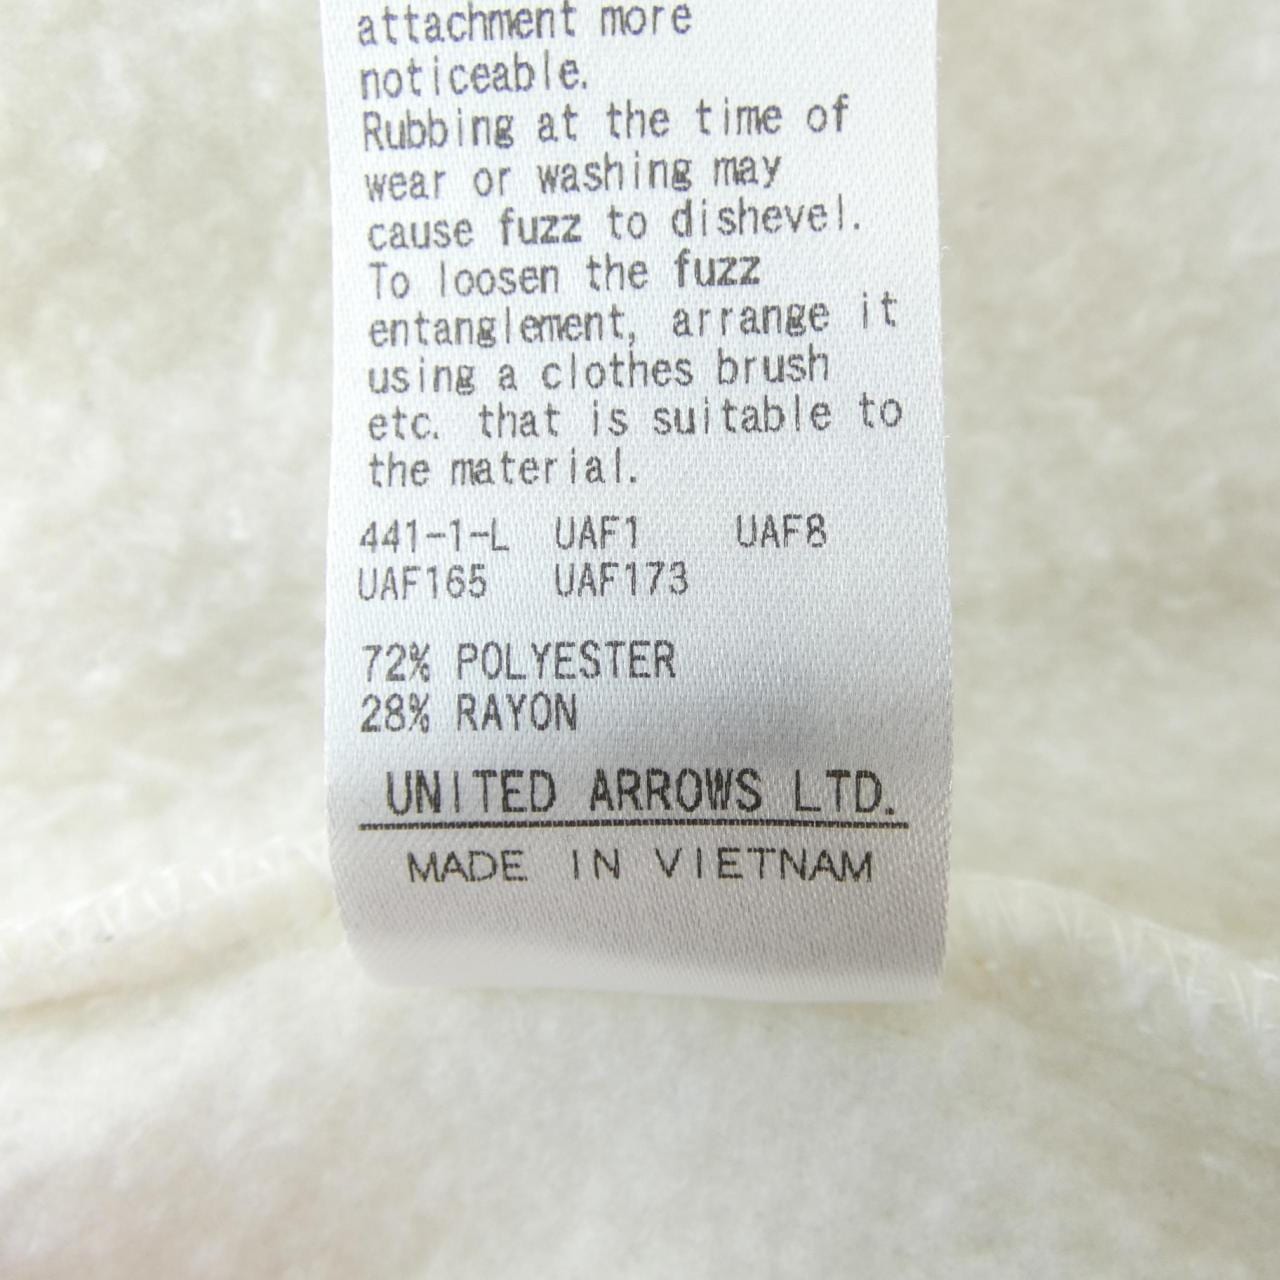 attachment more
noticeable.
Rubbing at the time of
wear or washing may
cause fuzz to dishevel.
To loosen the fuzz
entanglement, arrange it
using a clothes brush
etc. that is suitable to
the material.
441-1-L UAF1 UAF8
UAF165 UAF173
72% POLYESTER
28% RAYON
UNITED ARROWS LTD.
MADE IN VIETNAM